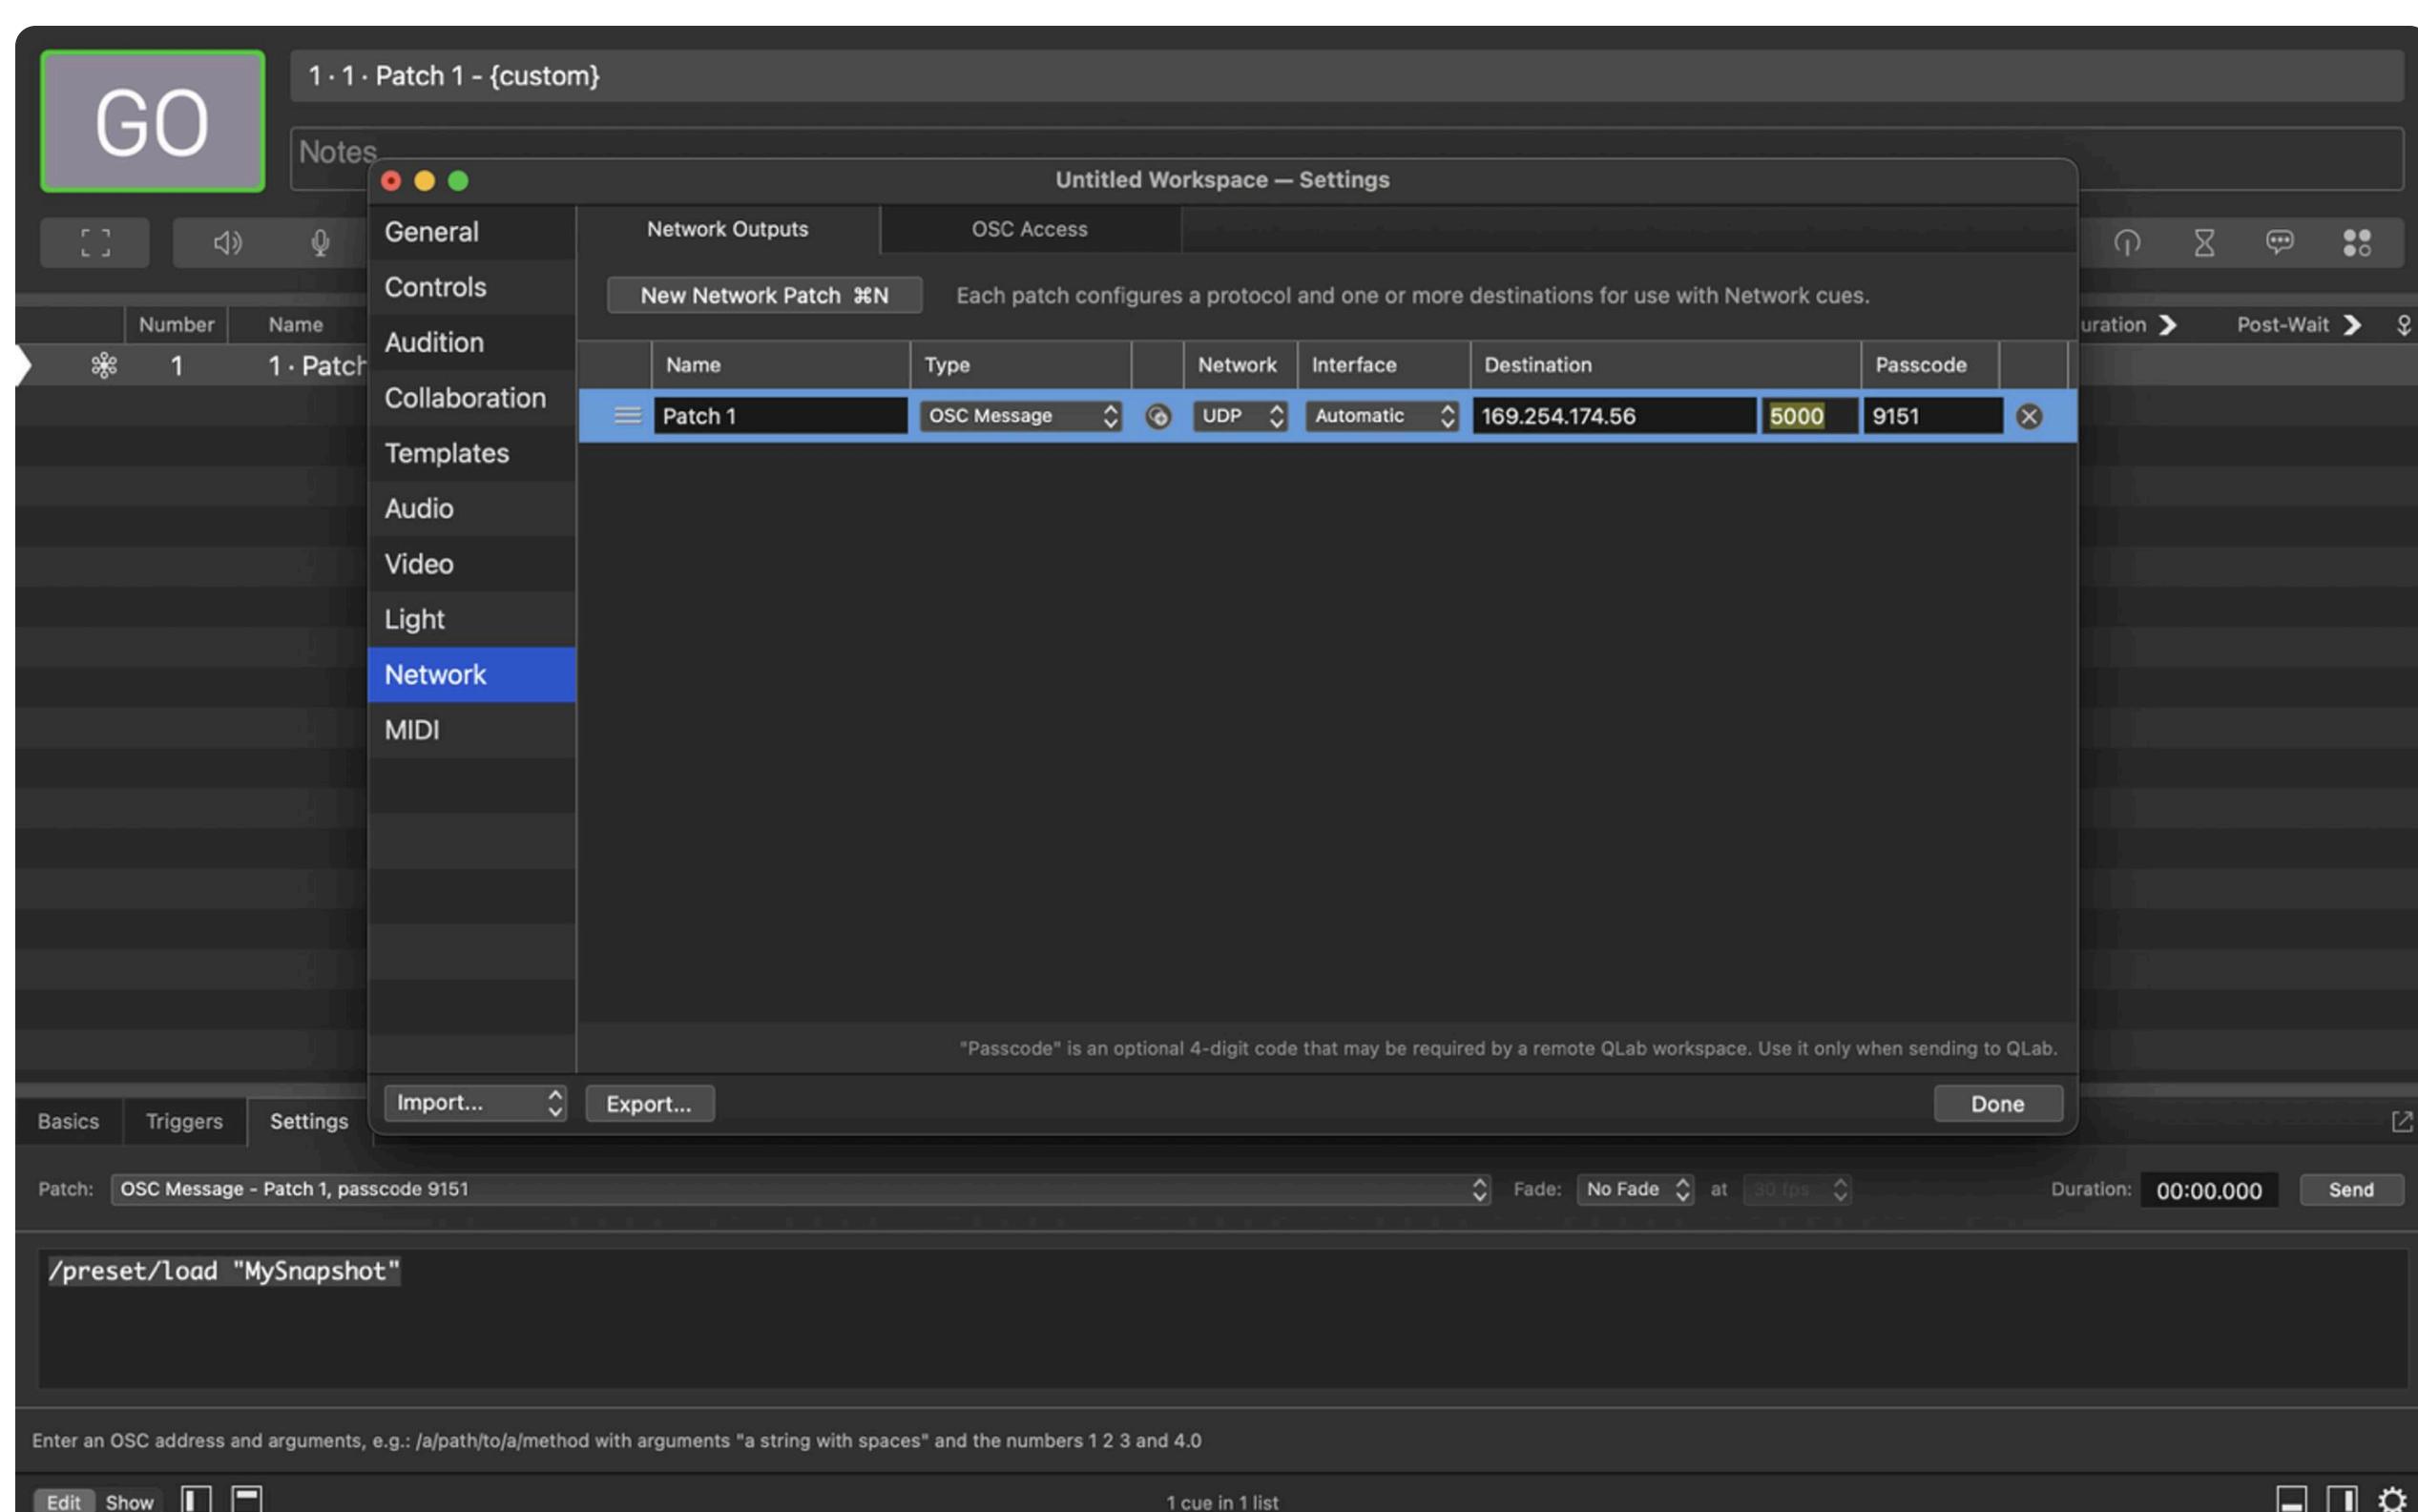 GO
1 · 1 · Patch 1 - {custom}
Notes
Untitled Workspace — Settings
General
Controls
Audition
Collaboration
Templates
Audio
Video
Light
Network
MIDI
Network Outputs
OSC Access
New Network Patch ⌘N
Each patch configures a protocol and one or more destinations for use with Network cues.
Name Type Network Interface Destination Passcode
Patch 1 OSC Message UDP Automatic 169.254.174.56 5000 9151
"Passcode" is an optional 4-digit code that may be required by a remote QLab workspace. Use it only when sending to QLab.
Import... Export... Done
Number Name uration Post-Wait
1 1 · Patch
Basics Triggers Settings
Patch: OSC Message - Patch 1, passcode 9151 Fade: No Fade at 30 fps Duration: 00:00.000 Send
/preset/load "MySnapshot"
Enter an OSC address and arguments, e.g.: /a/path/to/a/method with arguments "a string with spaces" and the numbers 1 2 3 and 4.0
Edit Show 1 cue in 1 list